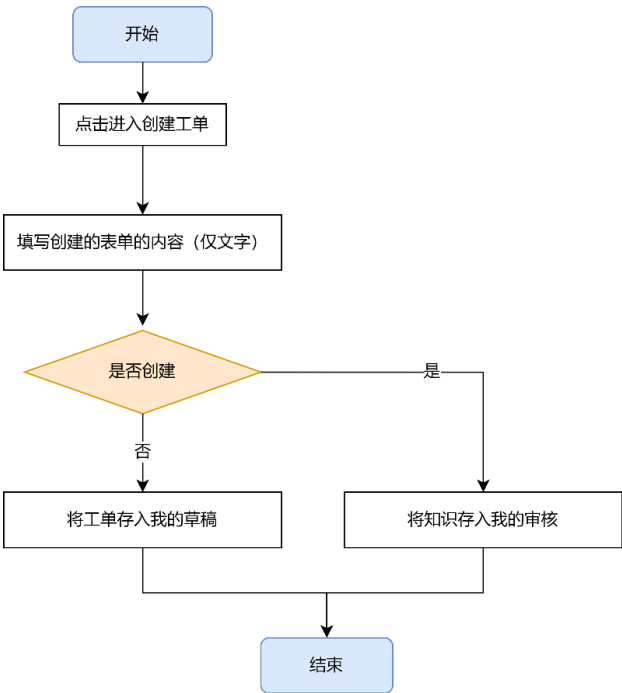 开始
点击进入创建工单
填写创建的表单的内容（仅文字）
是否创建
是
否
将工单存入我的草稿
将知识存入我的审核
结束